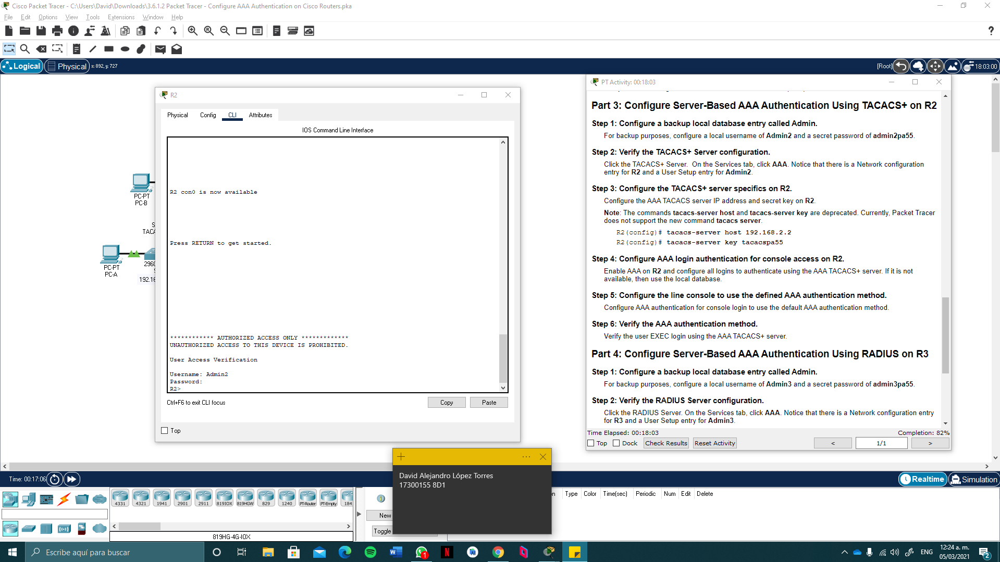 Cisco Packet Tracer - C:\Users\David\Downloads\3.6.1.2 Packet Tracer - Configure AAA Authentication on Cisco Routers.pka
File Edit Options View Tools Extensions Window Help
Logical
Physical
x: 892, y: 727
[Root]
18:03:00
R2
Physical Config CLI Attributes
IOS Command Line Interface
R2 con0 is now available
Press RETURN to get started.
************ AUTHORIZED ACCESS ONLY *************
UNAUTHORIZED ACCESS TO THIS DEVICE IS PROHIBITED.
User Access Verification
Username: Admin2
Password:
R2>
Ctrl+F6 to exit CLI focus
Copy
Paste
Top
PC-PT
PC-B
S
TACA
PC-PT
PC-A
2960
S
192.16
PT Activity: 00:18:03
Part 3: Configure Server-Based AAA Authentication Using TACACS+ on R2
Step 1: Configure a backup local database entry called Admin.
For backup purposes, configure a local username of Admin2 and a secret password of admin2pa55.
Step 2: Verify the TACACS+ Server configuration.
Click the TACACS+ Server. On the Services tab, click AAA. Notice that there is a Network configuration
entry for R2 and a User Setup entry for Admin2.
Step 3: Configure the TACACS+ server specifics on R2.
Configure the AAA TACACS server IP address and secret key on R2.
Note: The commands tacacs-server host and tacacs-server key are deprecated. Currently, Packet Tracer
does not support the new command tacacs server.
R2(config)# tacacs-server host 192.168.2.2
R2(config)# tacacs-server key tacacspa55
Step 4: Configure AAA login authentication for console access on R2.
Enable AAA on R2 and configure all logins to authenticate using the AAA TACACS+ server. If it is not
available, then use the local database.
Step 5: Configure the line console to use the defined AAA authentication method.
Configure AAA authentication for console login to use the default AAA authentication method.
Step 6: Verify the AAA authentication method.
Verify the user EXEC login using the AAA TACACS+ server.
Part 4: Configure Server-Based AAA Authentication Using RADIUS on R3
Step 1: Configure a backup local database entry called Admin.
For backup purposes, configure a local username of Admin3 and a secret password of admin3pa55.
Step 2: Verify the RADIUS Server configuration.
Click the RADIUS Server. On the Services tab, click AAA. Notice that there is a Network configuration entry
for R3 and a User Setup entry for Admin3.
Time Elapsed: 00:18:03
Completion: 82%
Top
Dock
Check Results
Reset Activity
<
1/1
>
David Alejandro López Torres
17300155 8D1
Time: 00:17:06
Realtime
Simulation
4331 4321 1941 2901 2911 819IOX 819HGW 829 1240 PT-Router PT-Empty 184
819HG-4G-IOX
New
Toggle
n Type Color Time(sec) Periodic Num Edit Delete
Escribe aquí para buscar
1
ENG
12:24 a. m.
05/03/2021
2